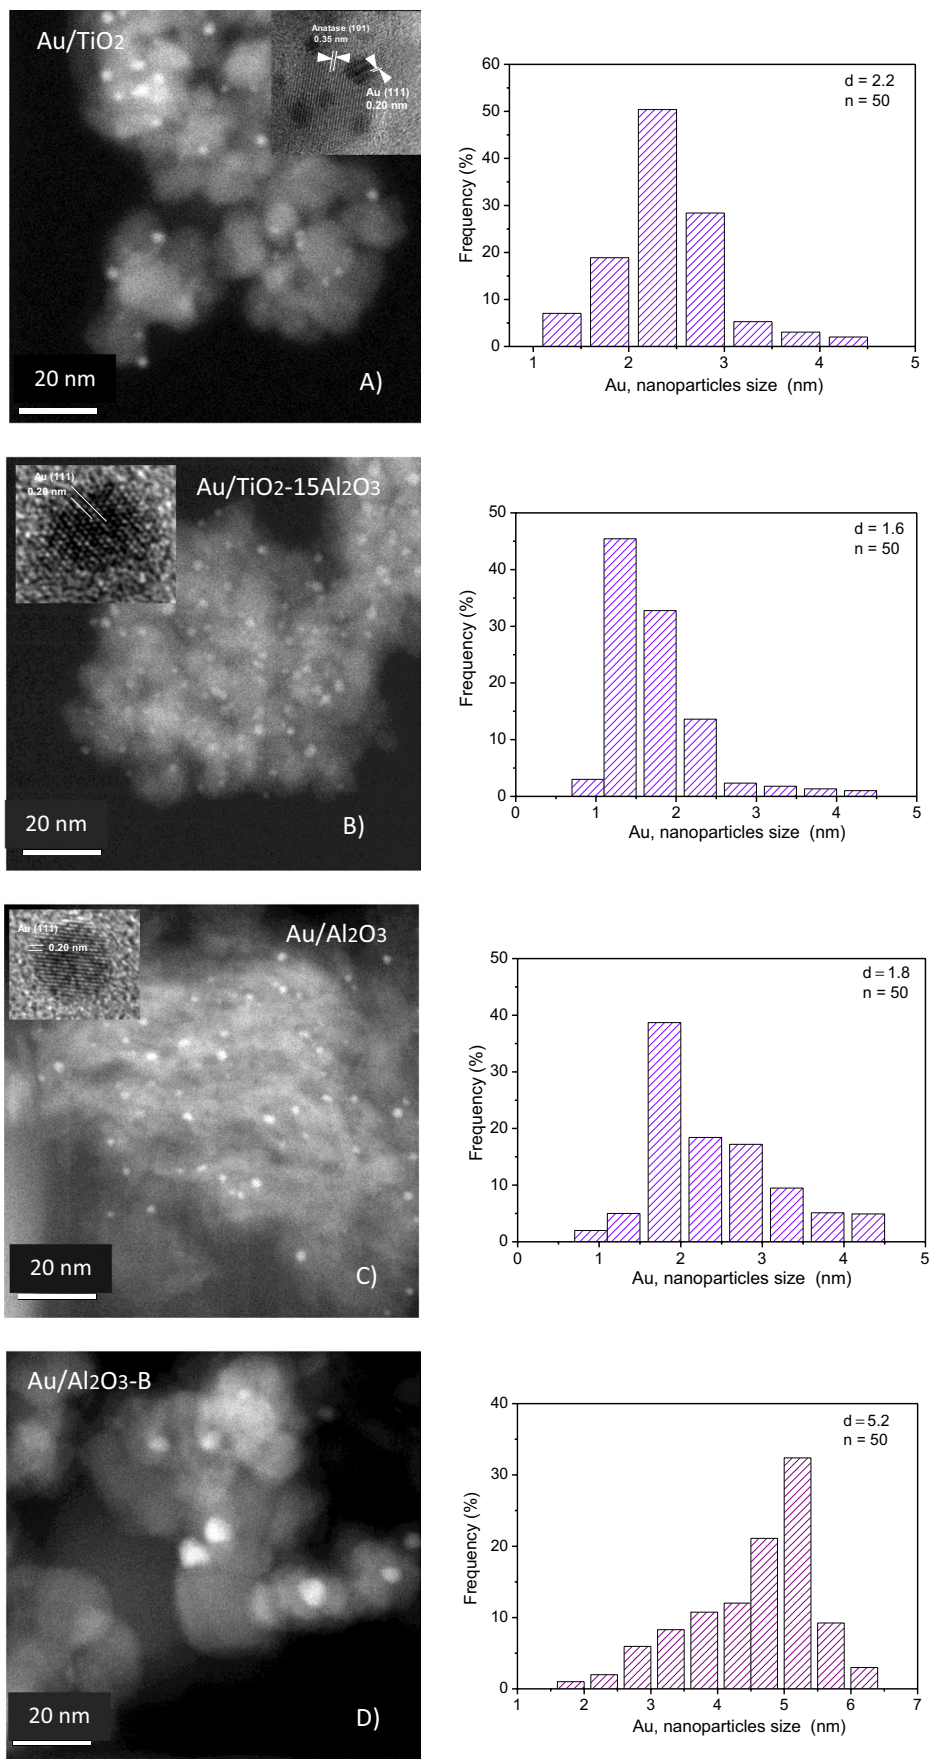 Au/TiO2
Anatase (101)
0.35 nm
Au (111)
0.20 nm
20 nm
A)
d = 2.2
n = 50
Frequency (%)
60
50
40
30
20
10
0
1 2 3 4 5
Au, nanoparticles size (nm)
Au (111)
0.20 nm
Au/TiO2-15Al2O3
20 nm
B)
d = 1.6
n = 50
Frequency (%)
50
40
30
20
10
0
0 1 2 3 4 5
Au, nanoparticles size (nm)
Au (111)
0.20 nm
Au/Al2O3
20 nm
C)
d = 1.8
n = 50
Frequency (%)
50
40
30
20
10
0
0 1 2 3 4 5
Au, nanoparticles size (nm)
Au/Al2O3-B
20 nm
D)
d = 5.2
n = 50
Frequency (%)
40
30
20
10
0
1 2 3 4 5 6 7
Au, nanoparticles size (nm)